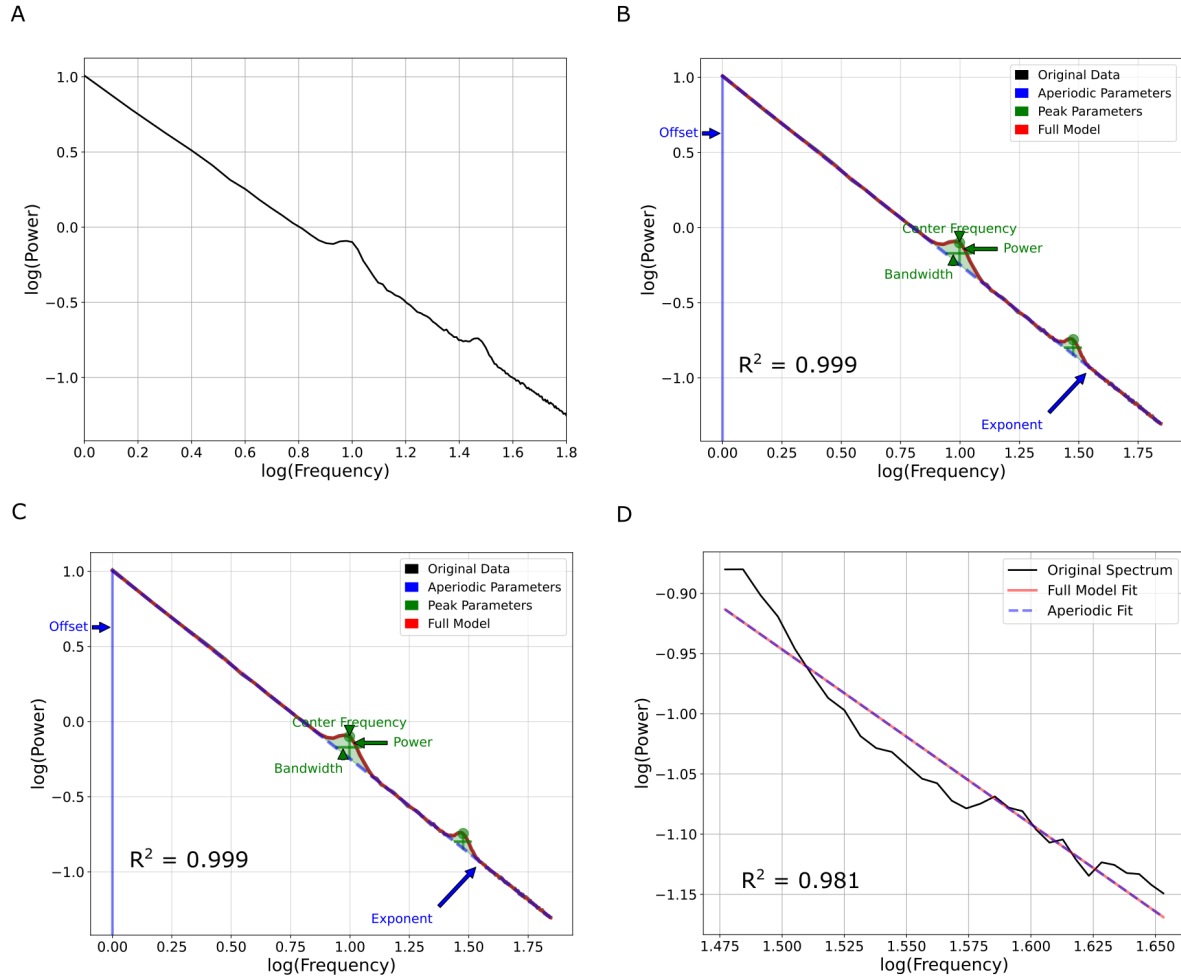 A
1.0
0.5
0.0
−0.5
−1.0
log(Power)
0.0 0.2 0.4 0.6 0.8 1.0 1.2 1.4 1.6 1.8
log(Frequency)
B
Original Data
Aperiodic Parameters
Peak Parameters
Full Model
1.0
0.5
0.0
−0.5
−1.0
log(Power)
Offset
Center Frequency
Power
Bandwidth
R² = 0.999
Exponent
0.00 0.25 0.50 0.75 1.00 1.25 1.50 1.75
log(Frequency)
C
Original Data
Aperiodic Parameters
Peak Parameters
Full Model
1.0
0.5
0.0
−0.5
−1.0
log(Power)
Offset
Center Frequency
Power
Bandwidth
R² = 0.999
Exponent
0.00 0.25 0.50 0.75 1.00 1.25 1.50 1.75
log(Frequency)
D
Original Spectrum
Full Model Fit
Aperiodic Fit
−0.90
−0.95
−1.00
−1.05
−1.10
−1.15
log(Power)
R² = 0.981
1.475 1.500 1.525 1.550 1.575 1.600 1.625 1.650
log(Frequency)